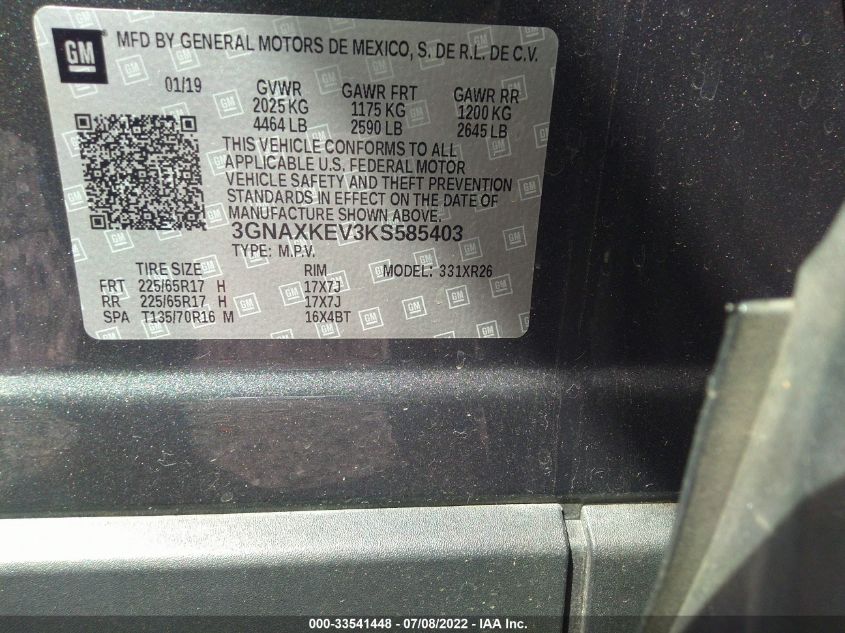 GM MFD BY GENERAL MOTORS DE MEXICO, S. DE R.L. DE C.V.
01/19 GVWR GAWR FRT GAWR RR
2025 KG 1175 KG 1200 KG
4464 LB 2590 LB 2645 LB
THIS VEHICLE CONFORMS TO ALL
APPLICABLE U.S. FEDERAL MOTOR
VEHICLE SAFETY AND THEFT PREVENTION
STANDARDS IN EFFECT ON THE DATE OF
MANUFACTURE SHOWN ABOVE.
3GNAXKEV3KS585403
TYPE: M.P.V.
TIRE SIZE RIM MODEL: 331XR26
FRT 225/65R17 H 17X7J
RR 225/65R17 H 17X7J
SPA T135/70R16 M 16X4BT
000-33541448 - 07/08/2022 - IAA Inc.